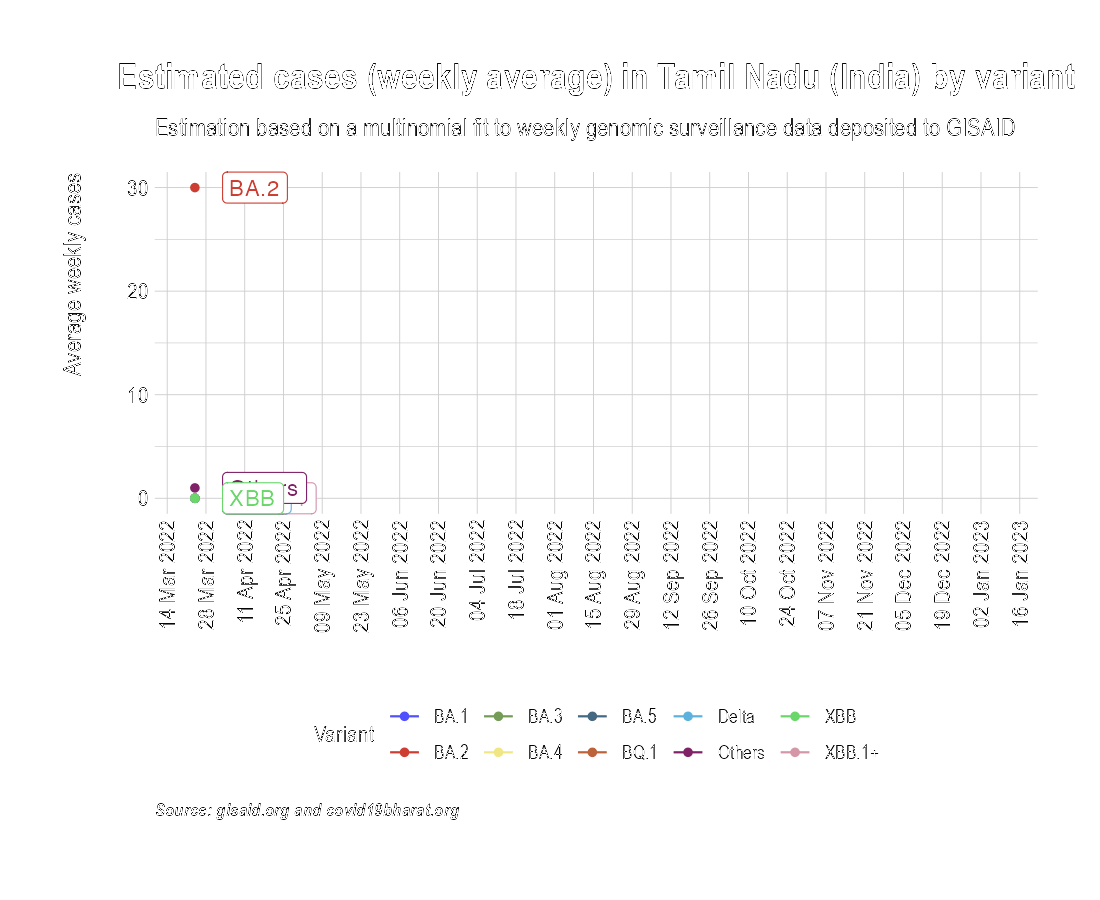 Estimated cases (weekly average) in Tamil Nadu (India) by variant
Estimation based on a multinomial fit to weekly genomic surveillance data deposited to GISAID
Average weekly cases
30
20
10
0
BA.2
Others
XBB
14 Mar 2022
28 Mar 2022
11 Apr 2022
25 Apr 2022
09 May 2022
23 May 2022
06 Jun 2022
20 Jun 2022
04 Jul 2022
18 Jul 2022
01 Aug 2022
15 Aug 2022
29 Aug 2022
12 Sep 2022
26 Sep 2022
10 Oct 2022
24 Oct 2022
07 Nov 2022
21 Nov 2022
05 Dec 2022
19 Dec 2022
02 Jan 2023
16 Jan 2023
Variant
BA.1 BA.3 BA.5 Delta XBB
BA.2 BA.4 BQ.1 Others XBB.1+
Source: gisaid.org and covid19bharat.org